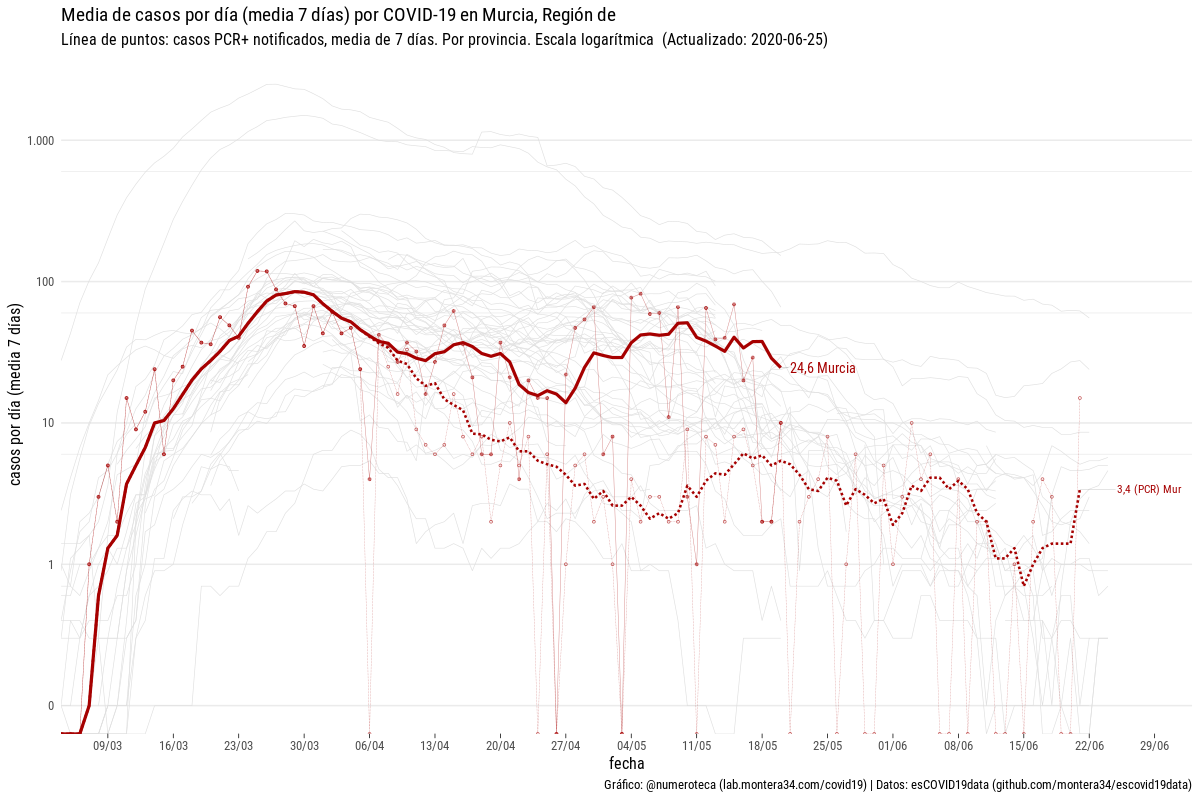 Media de casos por día (media 7 días) por COVID-19 en Murcia, Región de
Línea de puntos: casos PCR+ notificados, media de 7 días. Por provincia. Escala logarítmica (Actualizado: 2020-06-25)
casos por día (media 7 días)
1.000
100
10
1
0
24,6 Murcia
3,4 (PCR) Mur
09/03 16/03 23/03 30/03 06/04 13/04 20/04 27/04 04/05 11/05 18/05 25/05 01/06 08/06 15/06 22/06 29/06
fecha
Gráfico: @numeroteca (lab.montera34.com/covid19) | Datos: esCOVID19data (github.com/montera34/escovid19data)